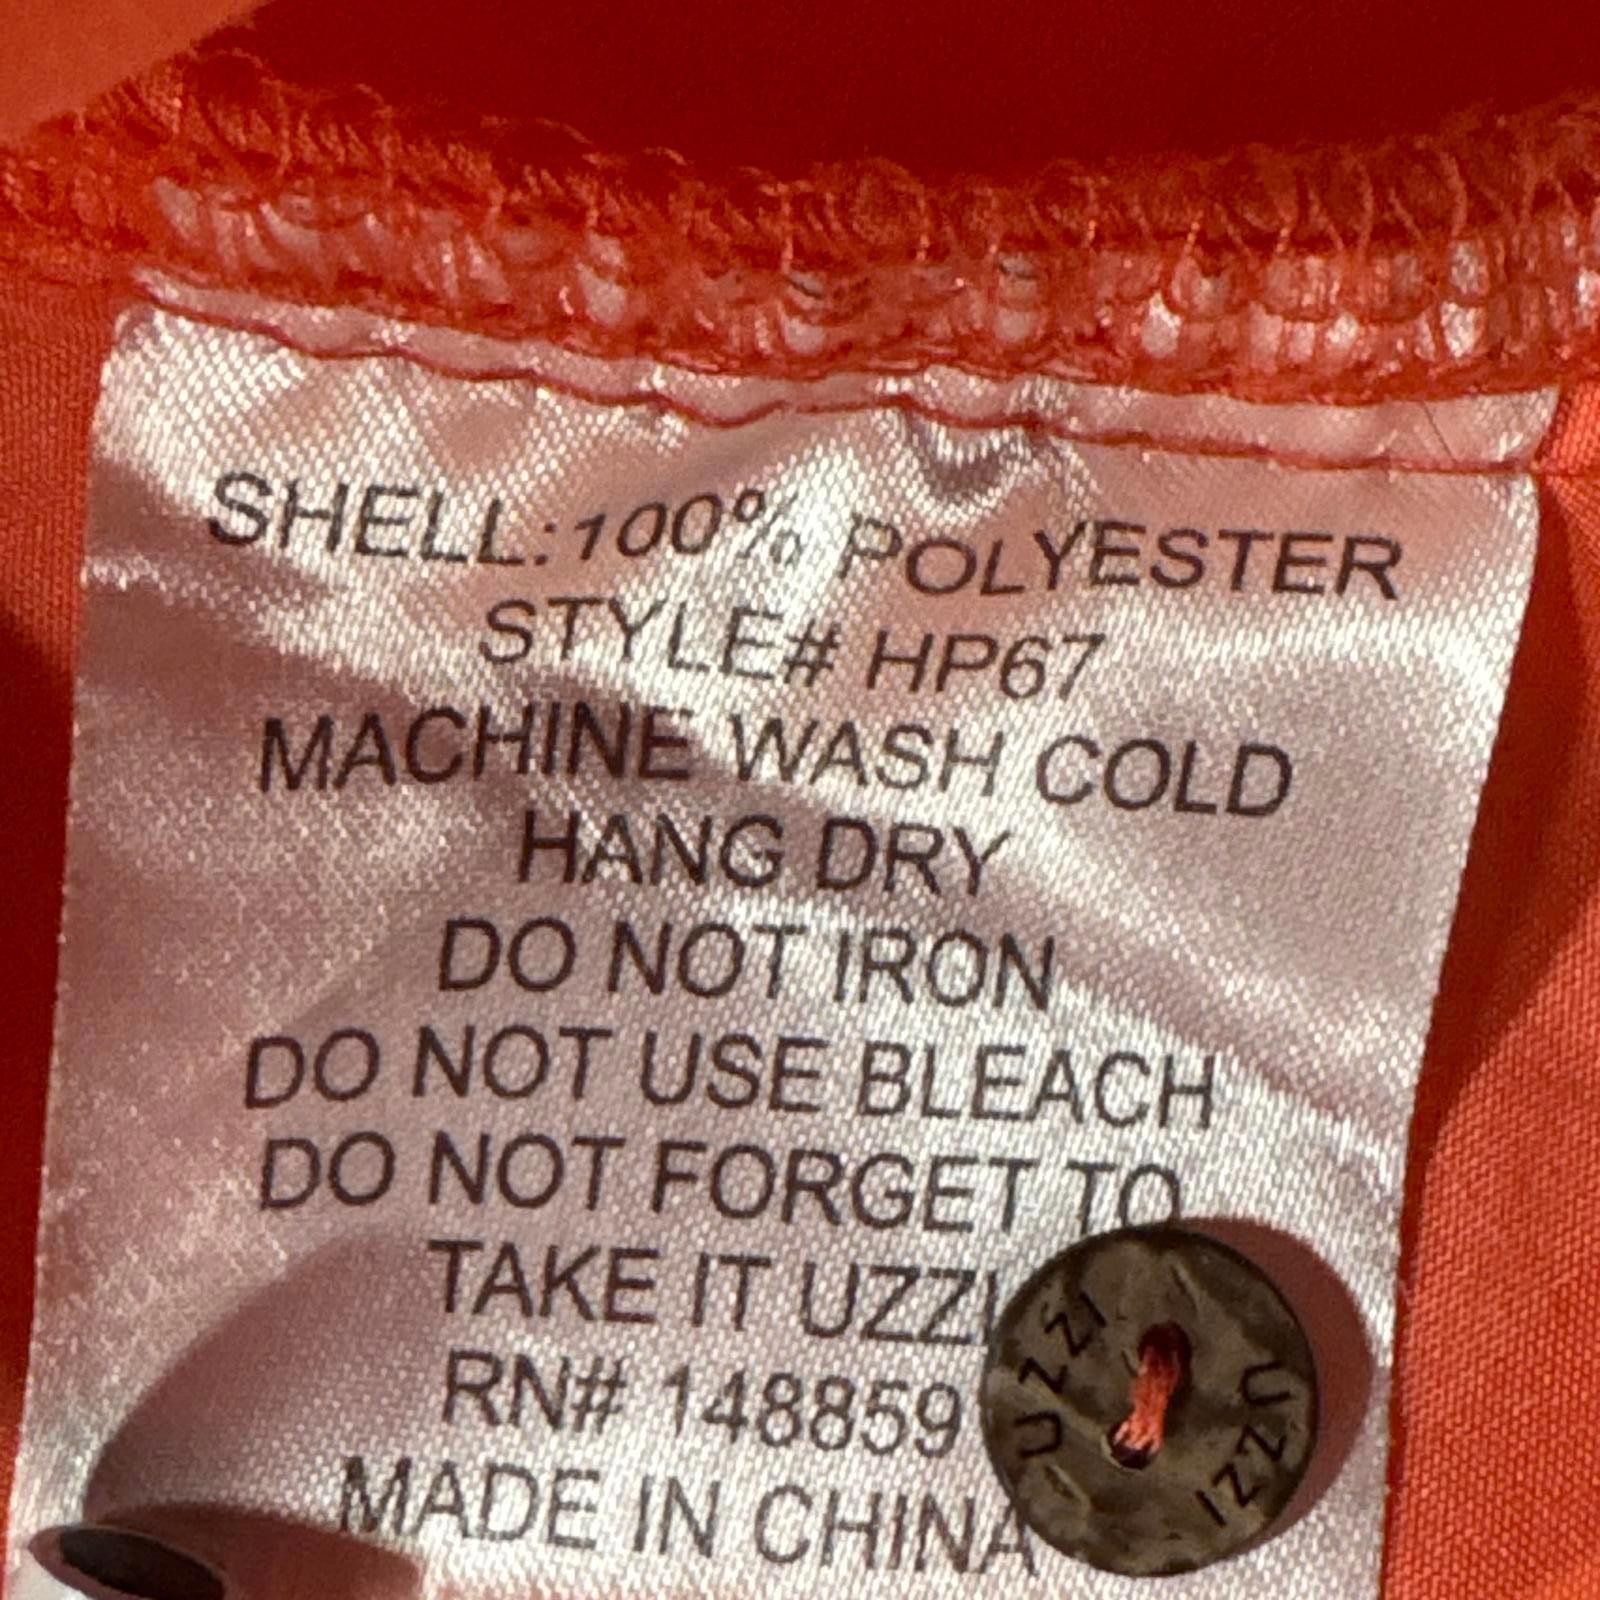 SHELL:100% POLYESTER
STYLE# HP67
MACHINE WASH COLD
HANG DRY
DO NOT IRON
DO NOT USE BLEACH
DO NOT FORGET TO
TAKE IT UZZI
RN# 148859
MADE IN CHINA
UZZI
UZZI